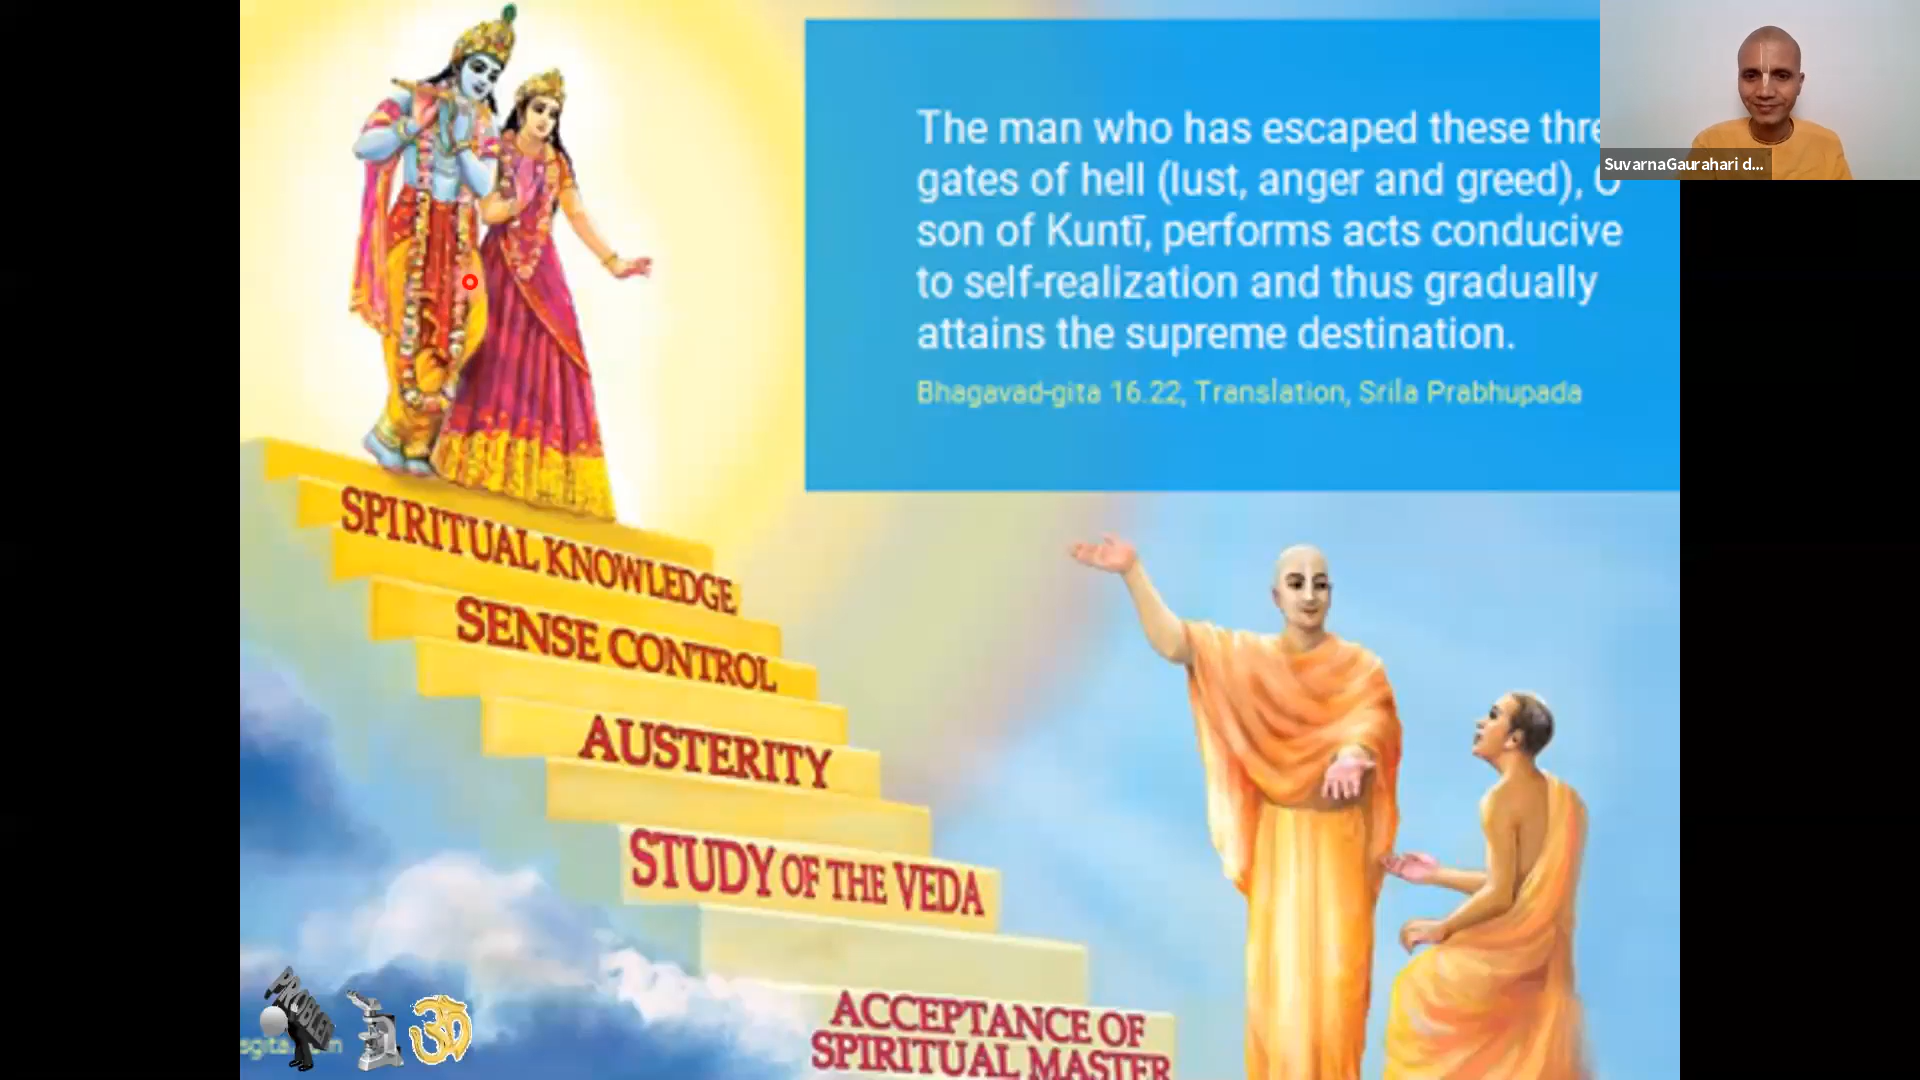 The man who has escaped these thre
gates of hell (lust, anger and greed), O
son of Kuntī, performs acts conducive
to self-realization and thus gradually
attains the supreme destination.
Bhagavad-gita 16.22, Translation, Srila Prabhupada
SuvarnaGaurahari d...
SPIRITUAL KNOWLEDGE
SENSE CONTROL
AUSTERITY
STUDY OF THE VEDA
ACCEPTANCE OF
SPIRITUAL MASTER
PROBLEM
ॐ